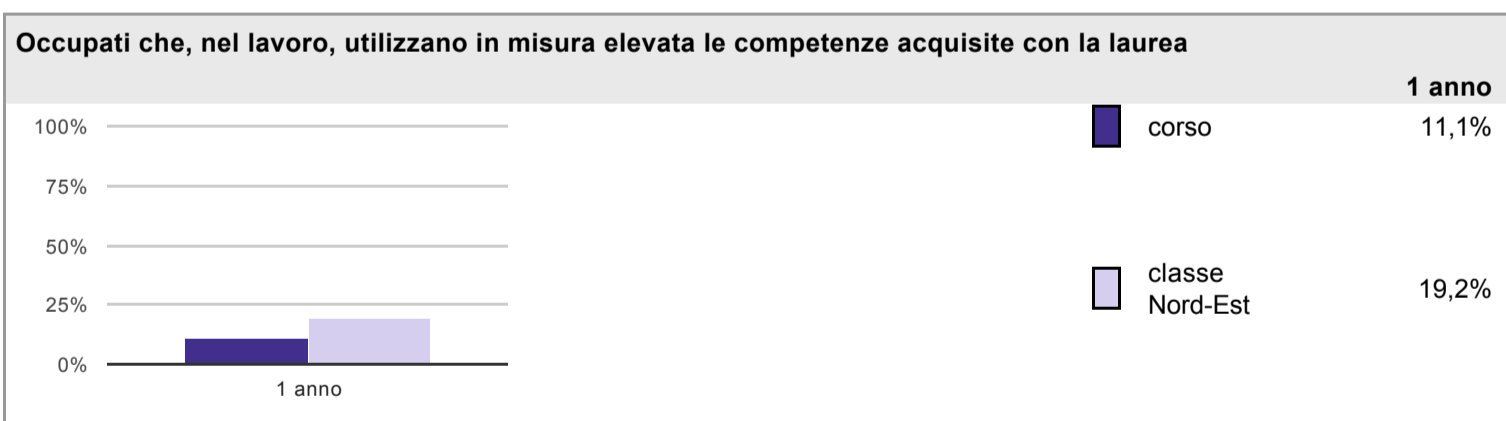 Occupati che, nel lavoro, utilizzano in misura elevata le competenze acquisite con la laurea
1 anno
100%
75%
50%
25%
0%
1 anno
corso 11,1%
classe
Nord-Est 19,2%